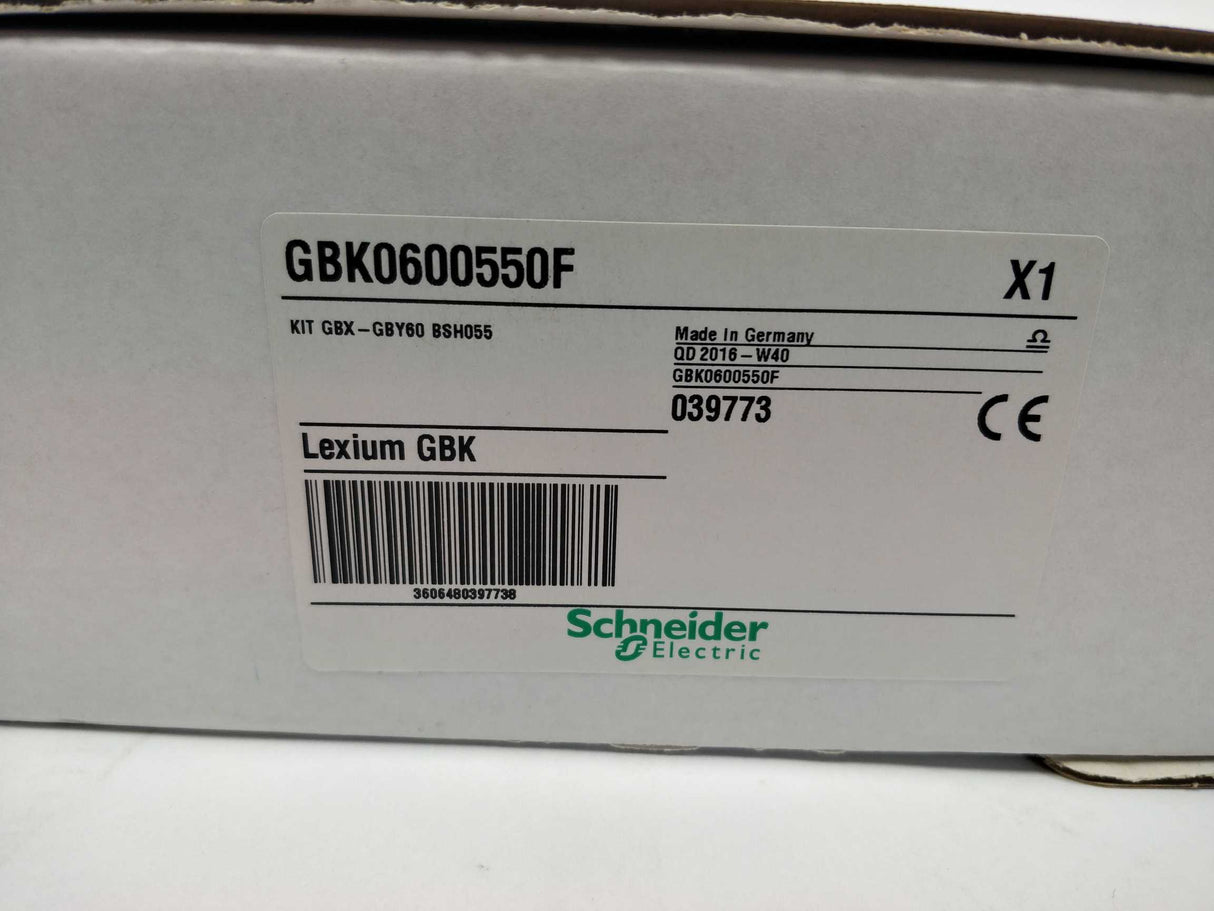 GBK0600550F
X1
KIT GBX-GBY60 BSH055
Made In Germany
QD 2016-W40
GBK0600550F
039773
CE
Lexium GBK
3606480397738
Schneider
Electric